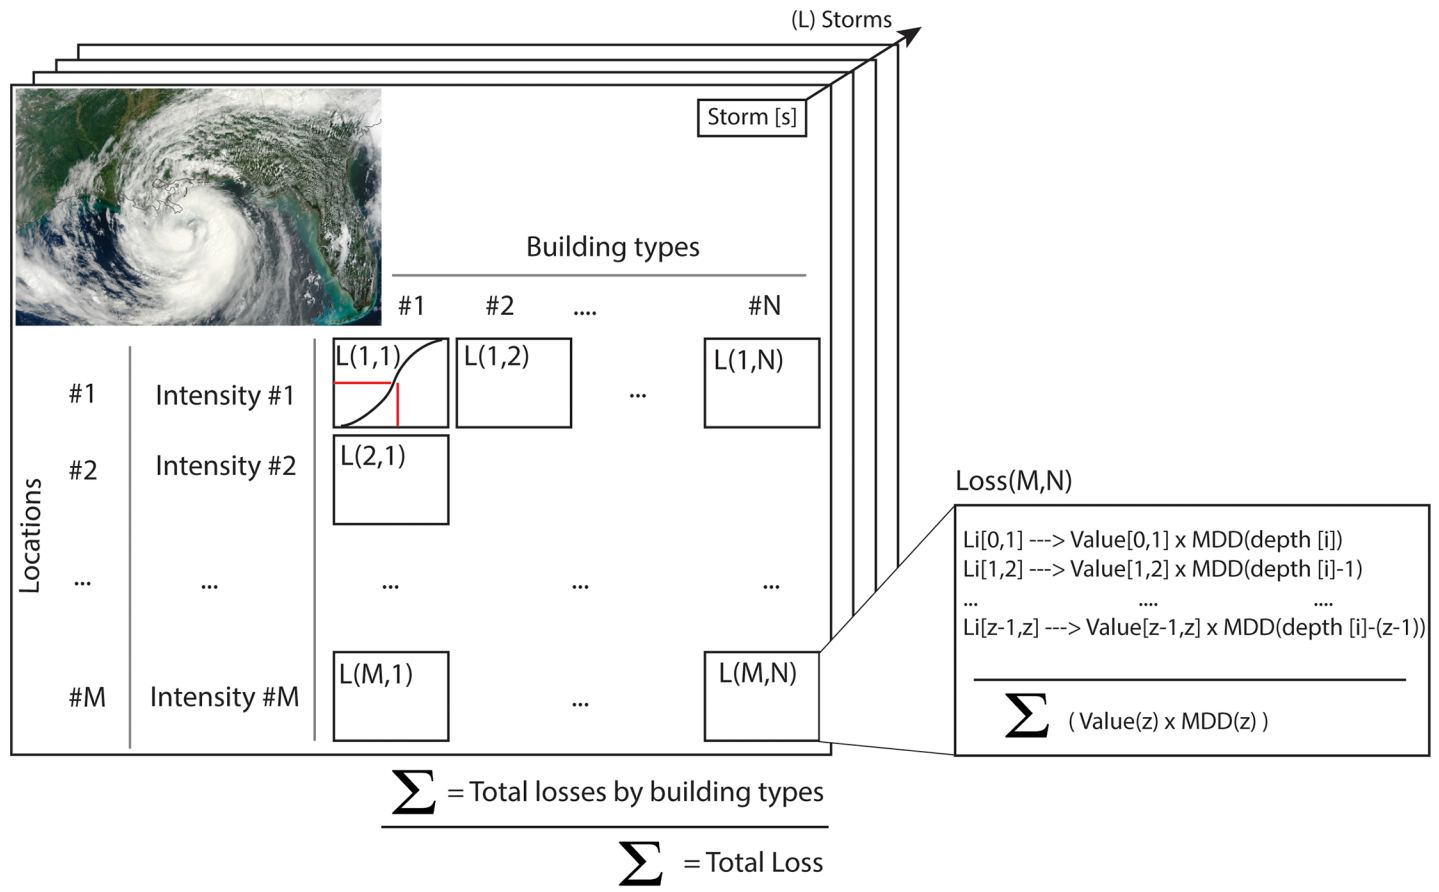 (L) Storms
Storm [s]
Building types
#1 #2 .... #N
Locations
#1 Intensity #1 L(1,1) L(1,2) ... L(1,N)
#2 Intensity #2 L(2,1)
... ... ... ... ...
#M Intensity #M L(M,1) ... L(M,N)
Loss(M,N)
Li[0,1] ---> Value[0,1] x MDD(depth [i])
Li[1,2] ---> Value[1,2] x MDD(depth [i]-1)
... .... ....
Li[z-1,z] ---> Value[z-1,z] x MDD(depth [i]-(z-1))
∑ ( Value(z) x MDD(z) )
∑ = Total losses by building types
∑ = Total Loss